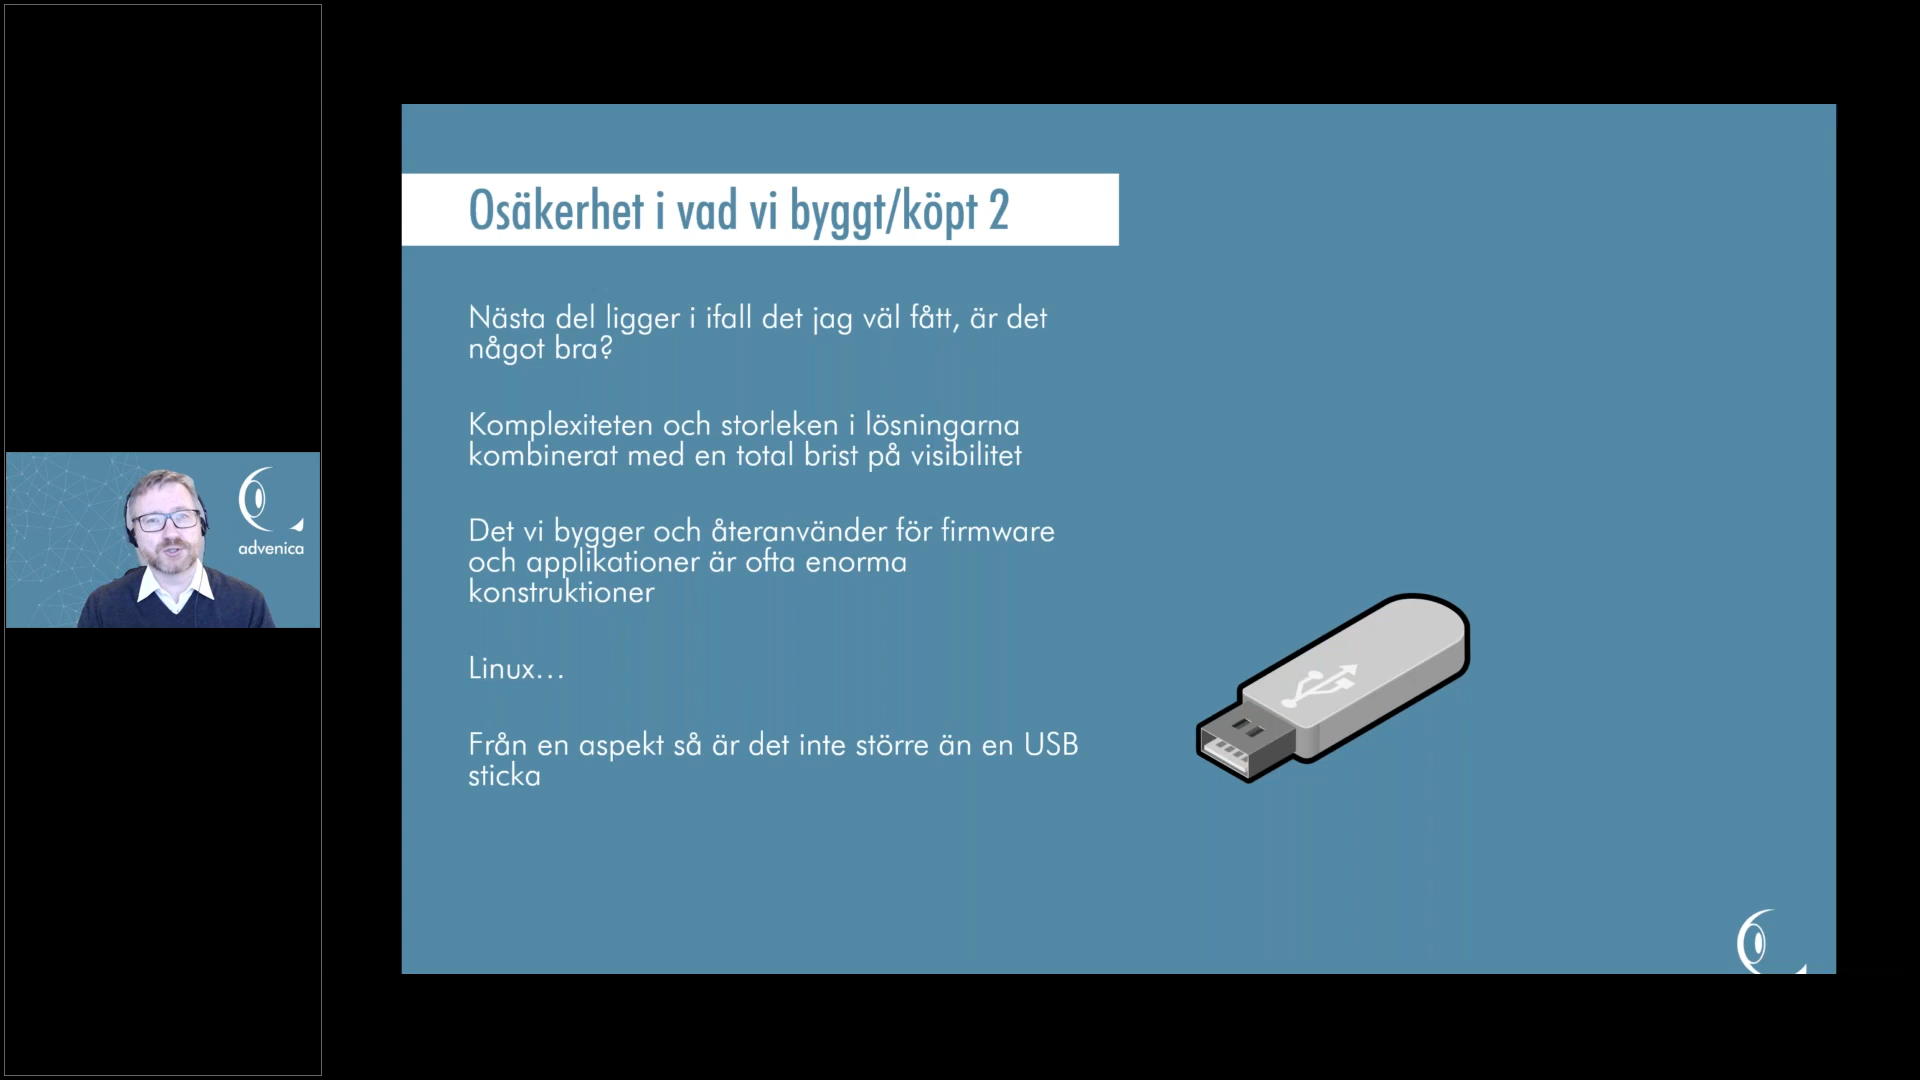 Osäkerhet i vad vi byggt/köpt 2
Nästa del ligger i ifall det jag väl fått, är det
något bra?
Komplexiteten och storleken i lösningarna
kombinerat med en total brist på visibilitet
Det vi bygger och återanvänder för firmware
och applikationer är ofta enorma
konstruktioner
Linux...
Från en aspekt så är det inte större än en USB
sticka
advenica